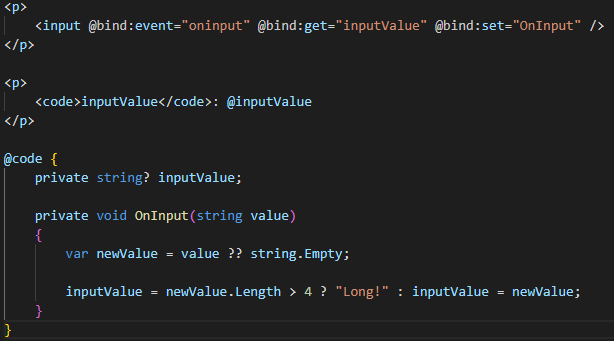 <p>
    <input @bind:event="oninput" @bind:get="inputValue" @bind:set="OnInput" />
</p>

<p>
    <code>inputValue</code>: @inputValue
</p>

@code {
    private string? inputValue;

    private void OnInput(string value)
    {
        var newValue = value ?? string.Empty;

        inputValue = newValue.Length > 4 ? "Long!" : inputValue = newValue;
    }
}